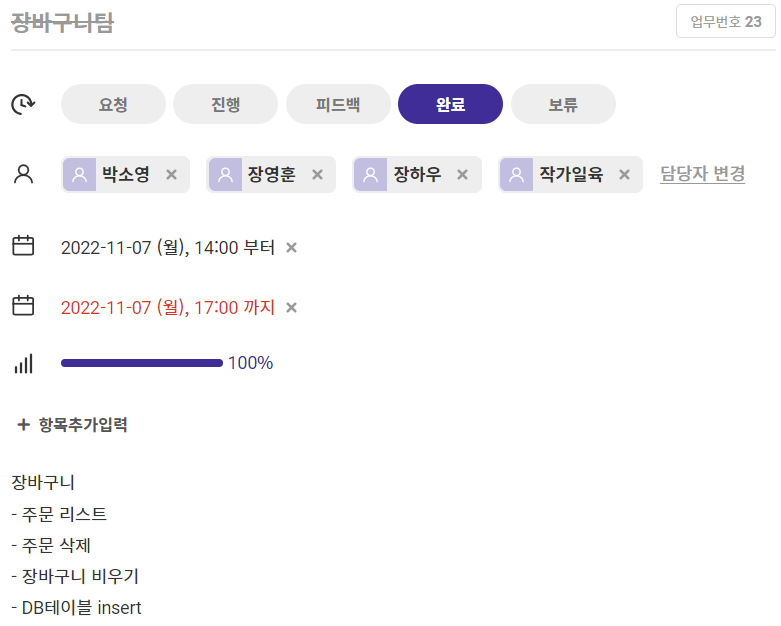 장바구니팀
업무번호 23
요청 진행 피드백 완료 보류
박소영 × 장영훈 × 장하우 × 작가일육 × 담당자 변경
2022-11-07 (월), 14:00 부터 ×
2022-11-07 (월), 17:00 까지 ×
100%
+ 항목추가입력
장바구니
- 주문 리스트
- 주문 삭제
- 장바구니 비우기
- DB테이블 insert